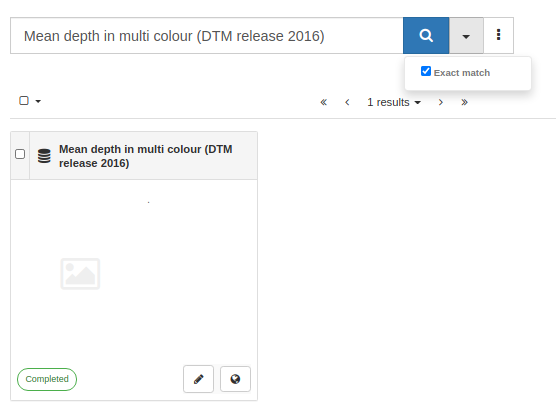 Mean depth in multi colour (DTM release 2016)
Exact match
1 results
Mean depth in multi colour (DTM
release 2016)
Completed